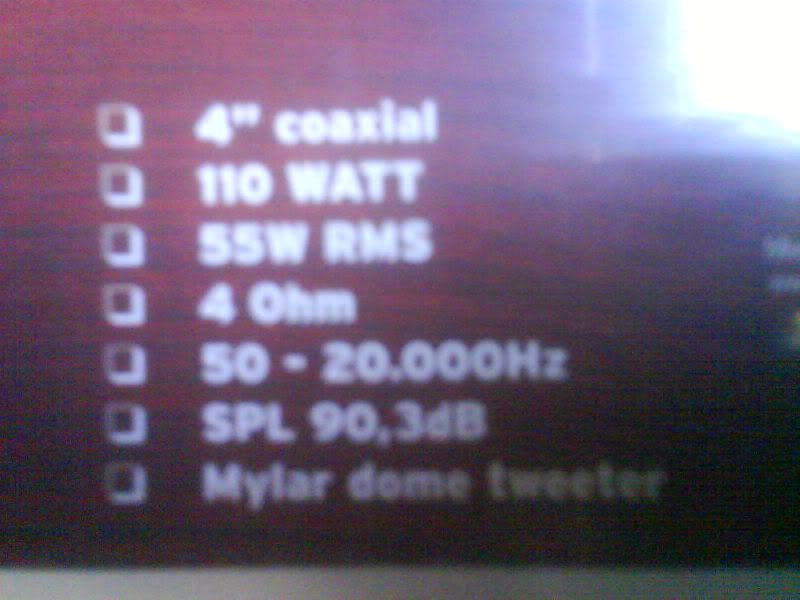 4" coaxial
110 WATT
55W RMS
4 Ohm
50 - 20.000Hz
SPL 90,3dB
Mylar dome tweeter